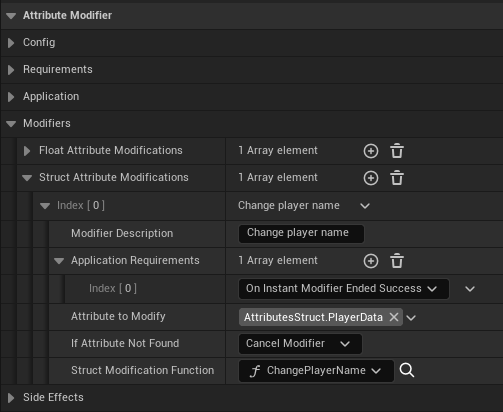 Attribute Modifier
Config
Requirements
Application
Modifiers
Float Attribute Modifications 1 Array element
Struct Attribute Modifications 1 Array element
Index [ 0 ] Change player name
Modifier Description Change player name
Application Requirements 1 Array element
Index [ 0 ] On Instant Modifier Ended Success
Attribute to Modify AttributesStruct.PlayerData
If Attribute Not Found Cancel Modifier
Struct Modification Function ChangePlayerName
Side Effects